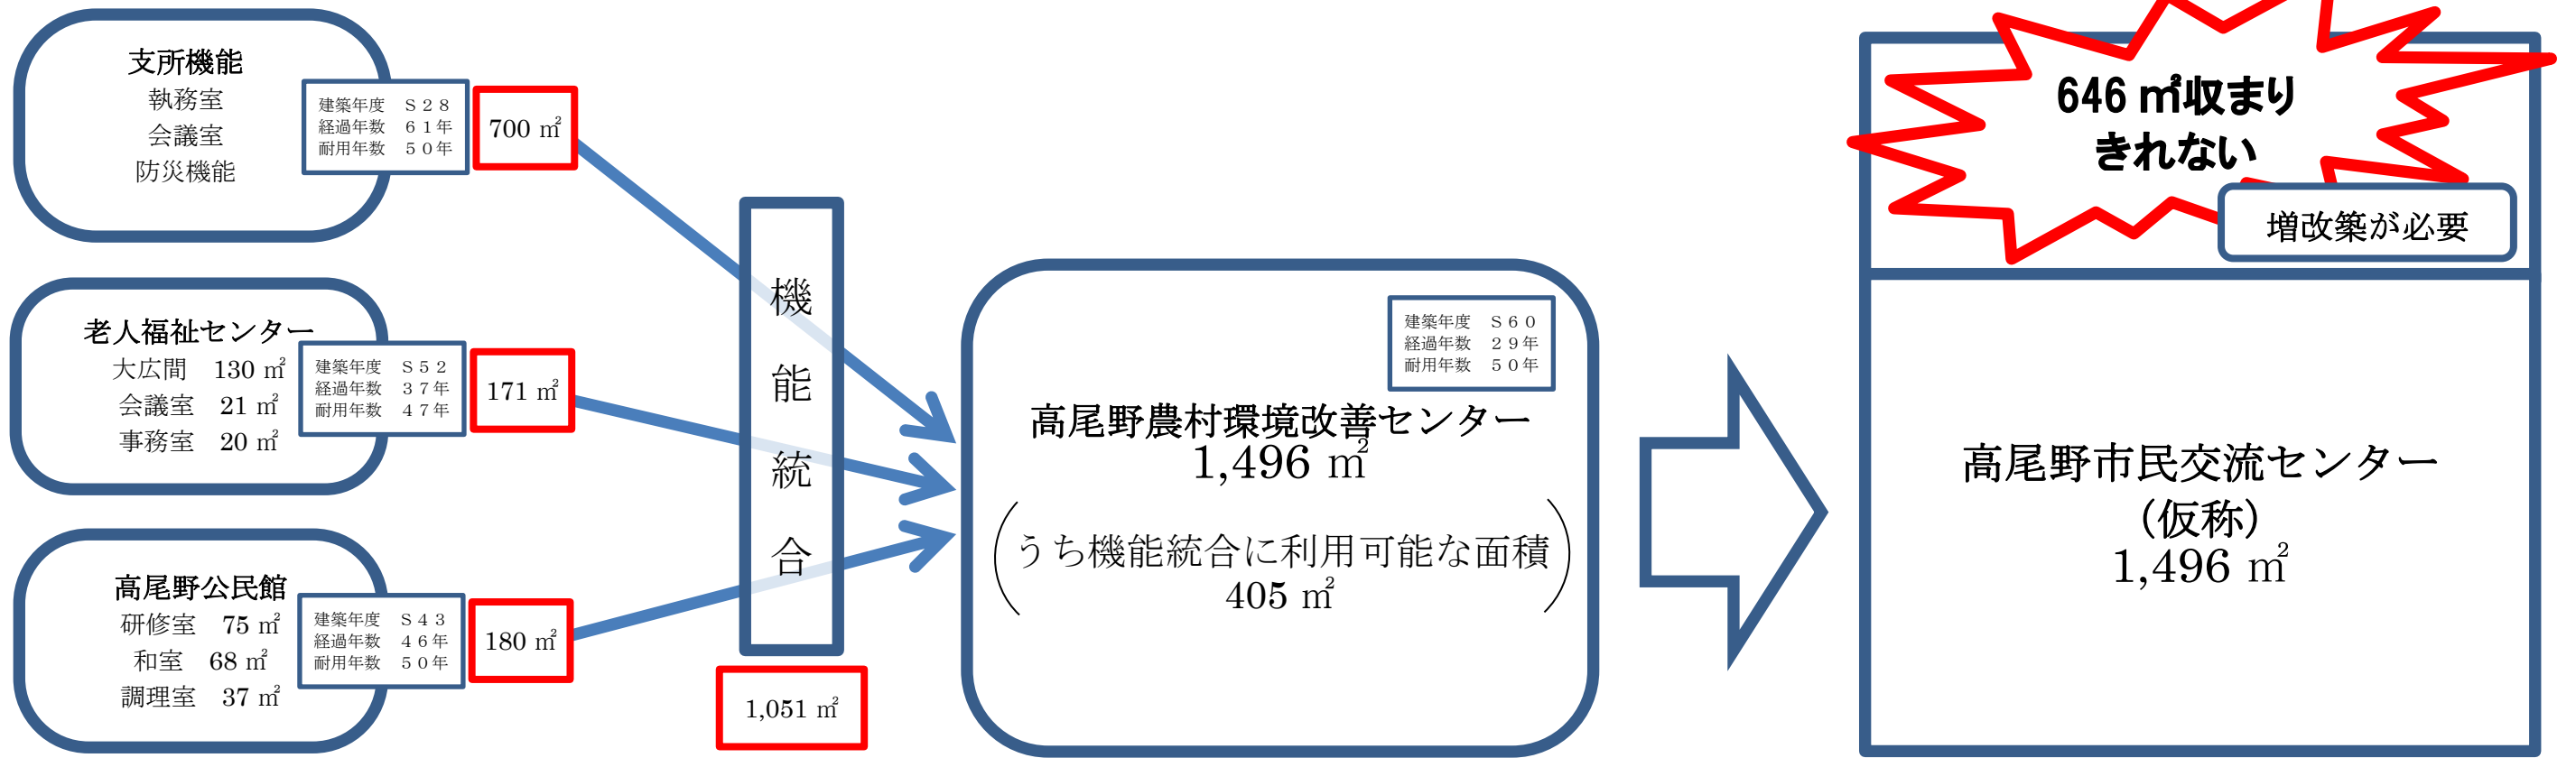 支所機能
執務室
会議室
防災機能
建築年度　Ｓ２８
経過年数　６１年
耐用年数　５０年
700 ㎡
老人福祉センター
大広間　130 ㎡
会議室　21 ㎡
事務室　20 ㎡
建築年度　Ｓ５２
経過年数　３７年
耐用年数　４７年
171 ㎡
高尾野公民館
研修室　75 ㎡
和室　68 ㎡
調理室　37 ㎡
建築年度　Ｓ４３
経過年数　４６年
耐用年数　５０年
180 ㎡
機
能
統
合
1,051 ㎡
建築年度　Ｓ６０
経過年数　２９年
耐用年数　５０年
高尾野農村環境改善センター
1,496 ㎡
うち機能統合に利用可能な面積
405 ㎡
646 ㎡収まり
きれない
増改築が必要
高尾野市民交流センター
（仮称）
1,496 ㎡